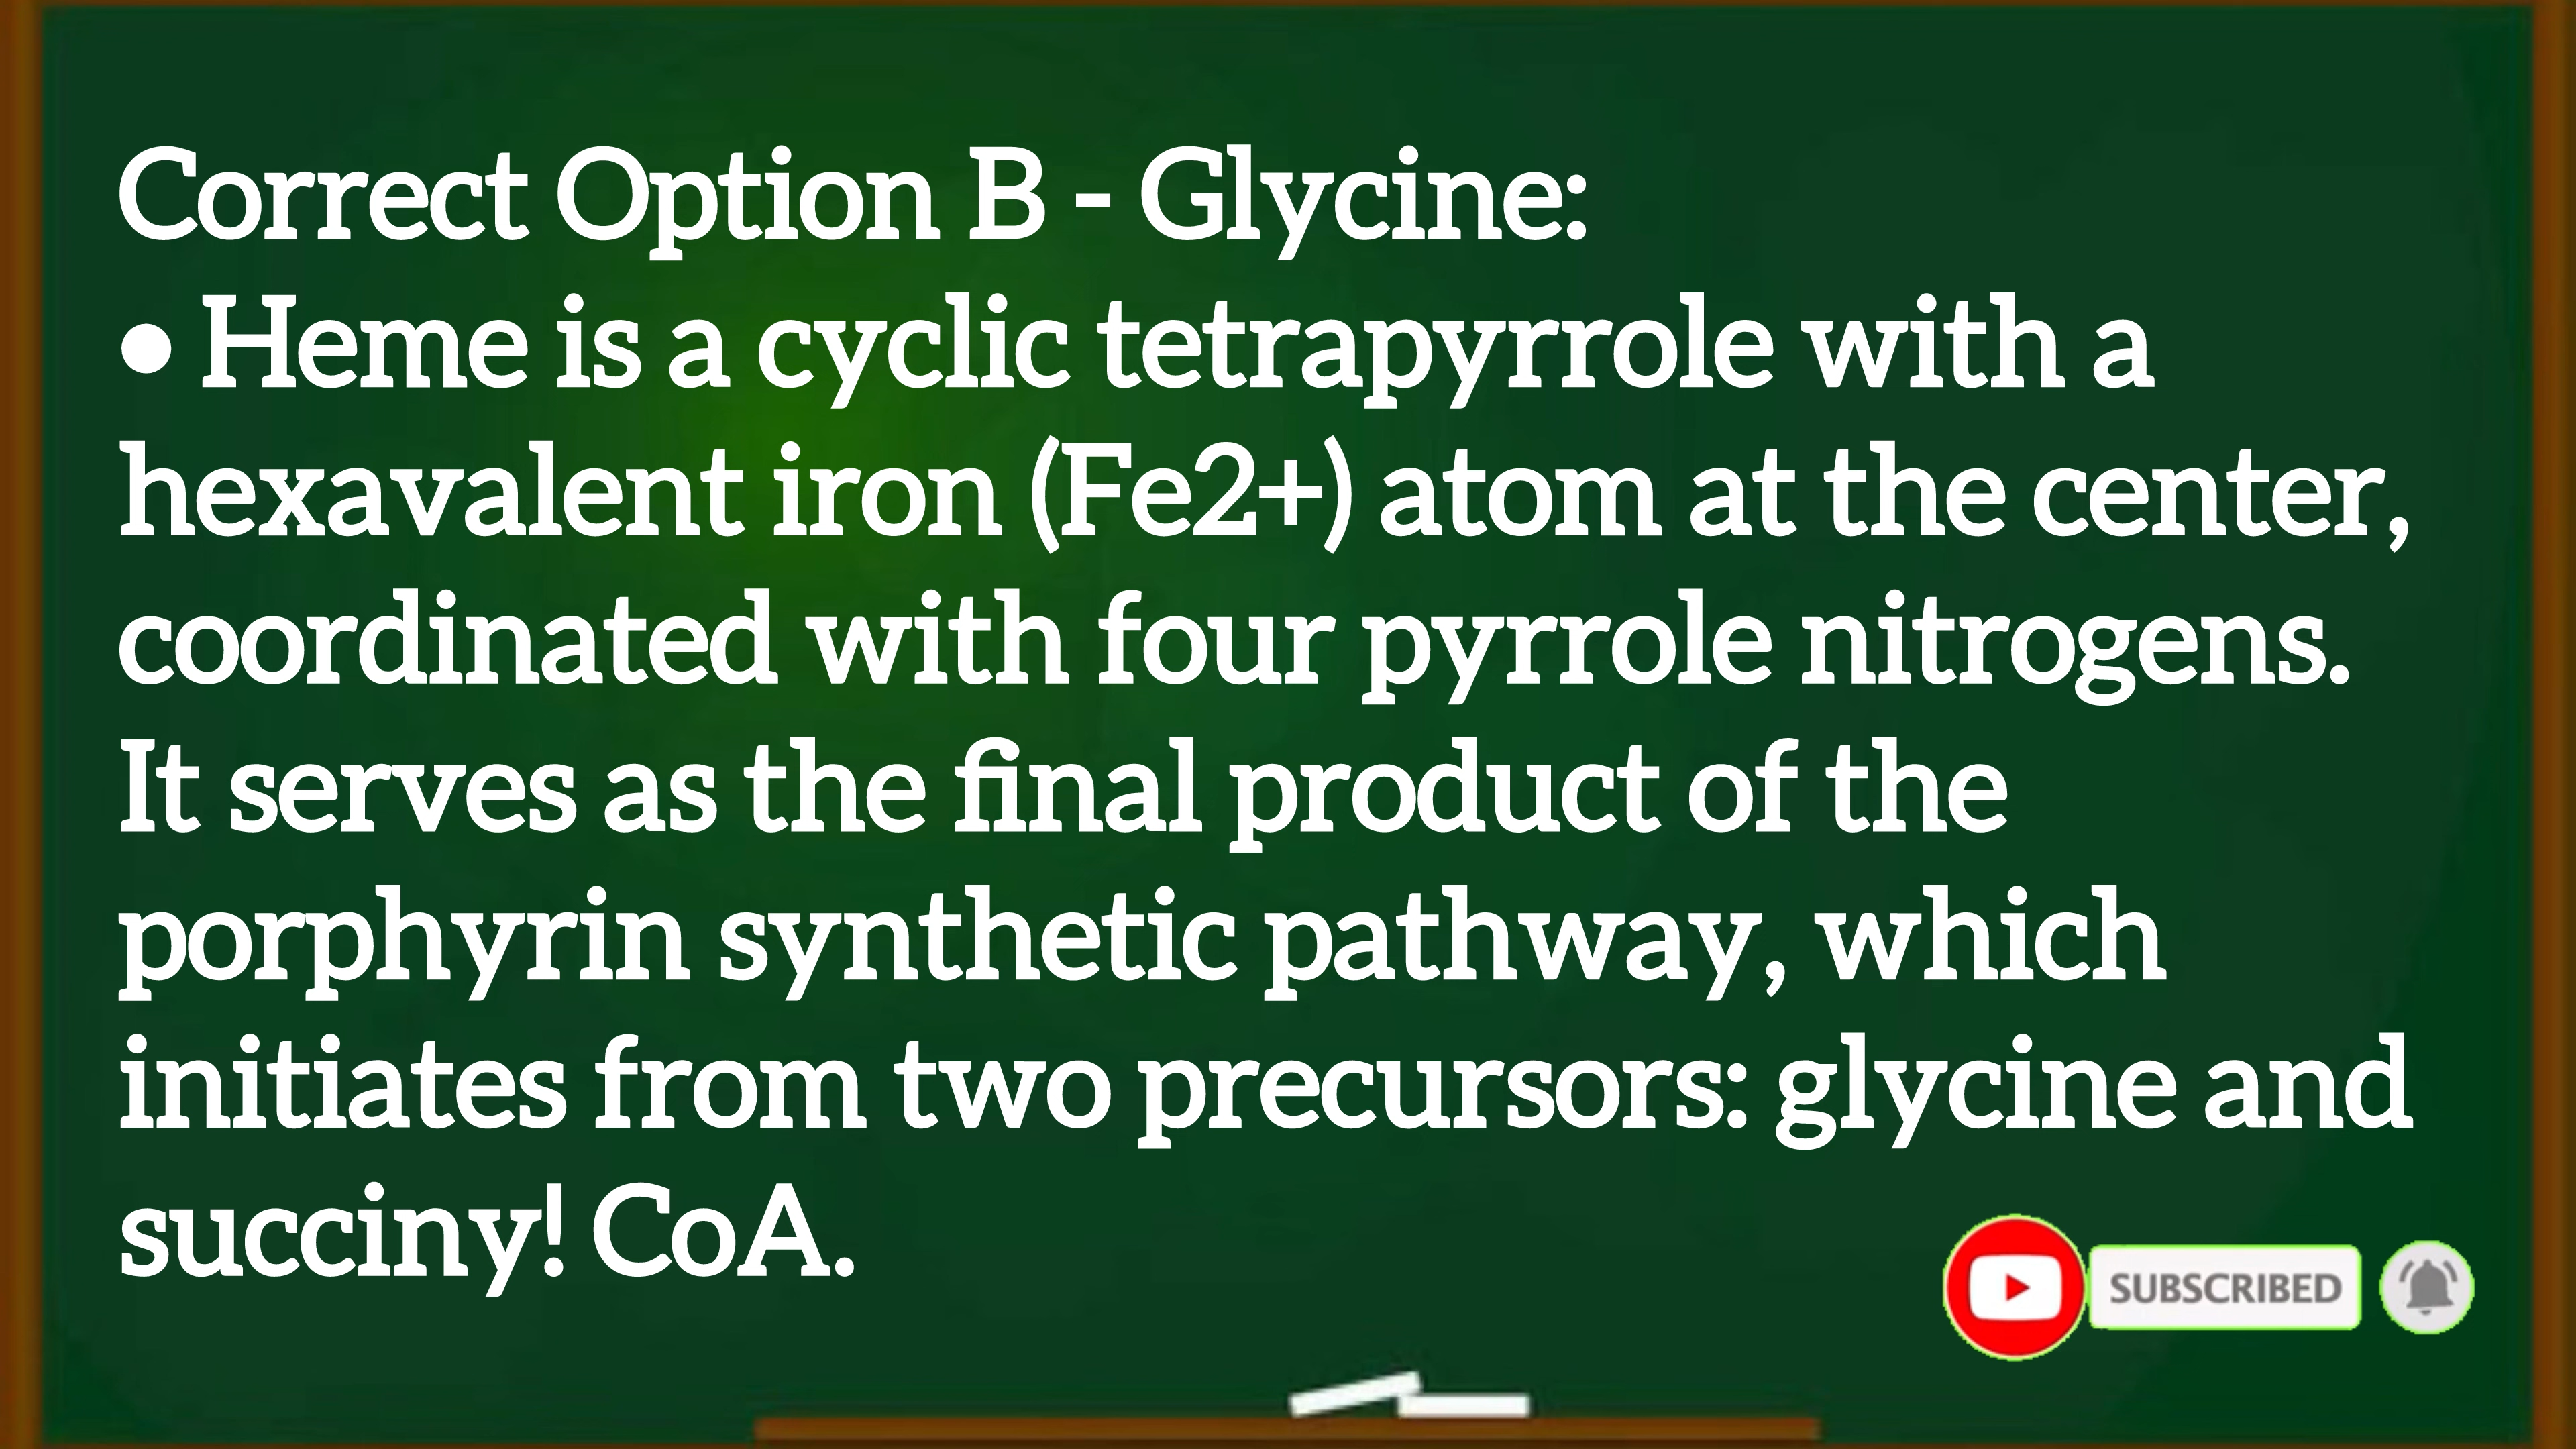 Correct Option B - Glycine:
• Heme is a cyclic tetrapyrrole with a
hexavalent iron (Fe2+) atom at the center,
coordinated with four pyrrole nitrogens.
It serves as the final product of the
porphyrin synthetic pathway, which
initiates from two precursors: glycine and
succiny! CoA.
SUBSCRIBED